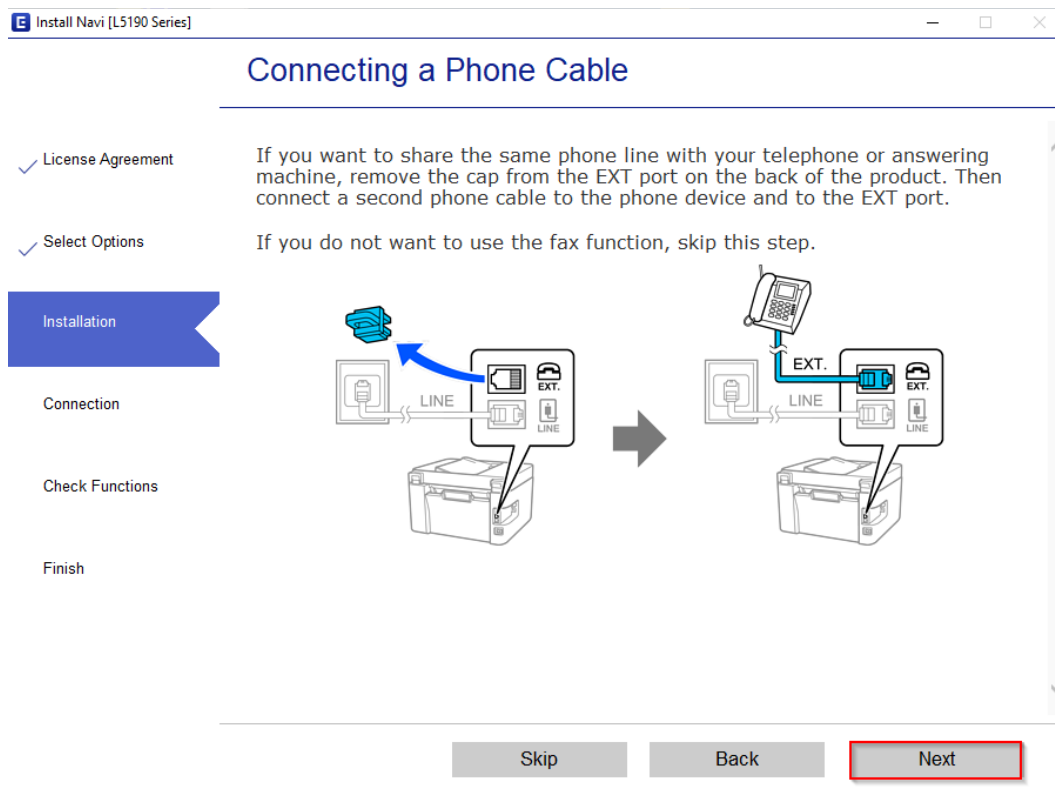 E Install Navi [L5190 Series]
Connecting a Phone Cable
License Agreement
Select Options
Installation
Connection
Check Functions
Finish
If you want to share the same phone line with your telephone or answering
machine, remove the cap from the EXT port on the back of the product. Then
connect a second phone cable to the phone device and to the EXT port.
If you do not want to use the fax function, skip this step.
EXT.
LINE
LINE
EXT.
EXT.
LINE
LINE
Skip
Back
Next